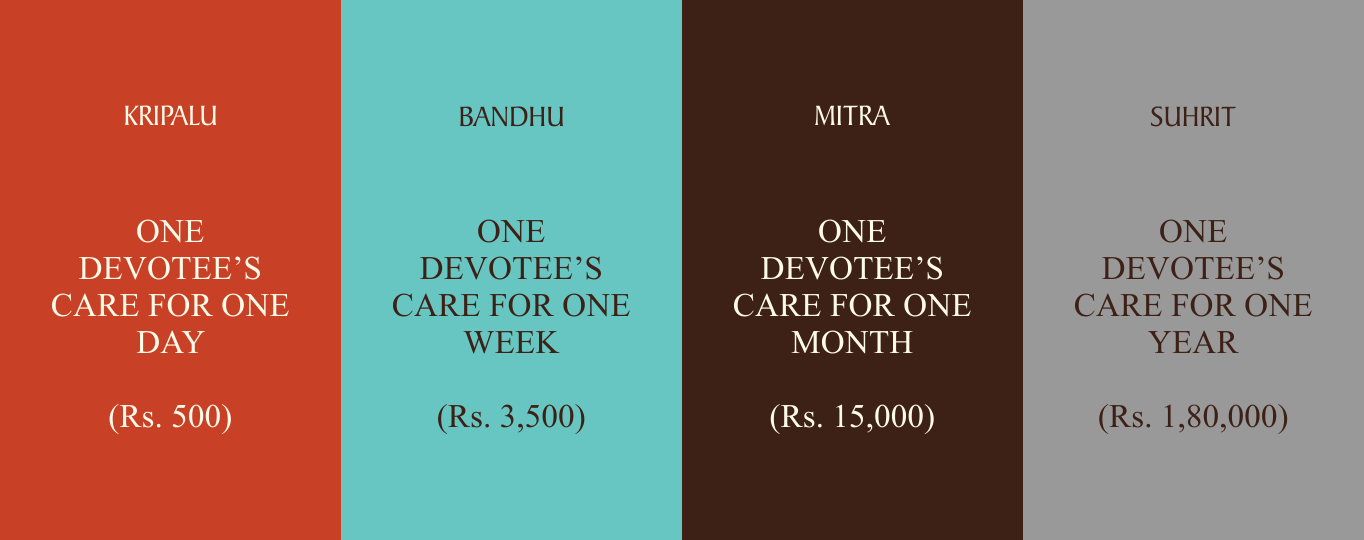 KRIPALU
ONE
DEVOTEE’S
CARE FOR ONE
DAY
(Rs. 500)
BANDHU
ONE
DEVOTEE’S
CARE FOR ONE
WEEK
(Rs. 3,500)
MITRA
ONE
DEVOTEE’S
CARE FOR ONE
MONTH
(Rs. 15,000)
SUHRIT
ONE
DEVOTEE’S
CARE FOR ONE
YEAR
(Rs. 1,80,000)